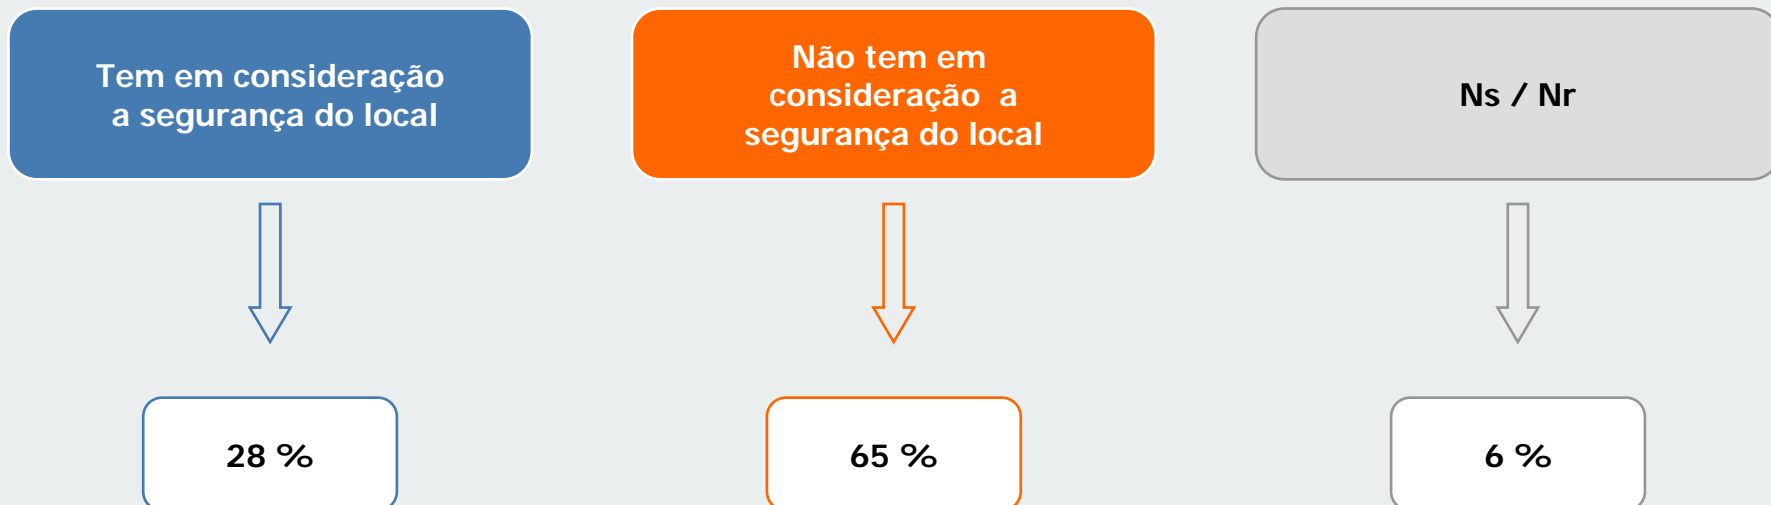 Tem em consideração
a segurança do local
Não tem em
consideração a
segurança do local
Ns / Nr
28 %
65 %
6 %